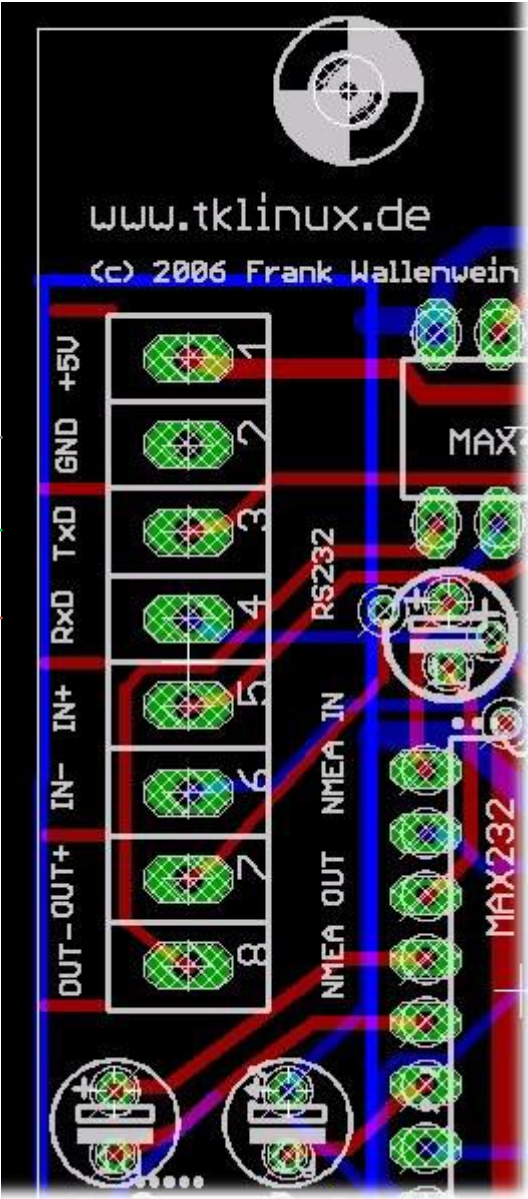 www.tklinux.de
(c) 2006 Frank Wallenwein
+5V
1
GND
2
MAX
TxD
3
RxD
4
RS232
IN+
5
IN-
6
NMEA IN
OUT+
7
NMEA OUT
MAX232
OUT-
8